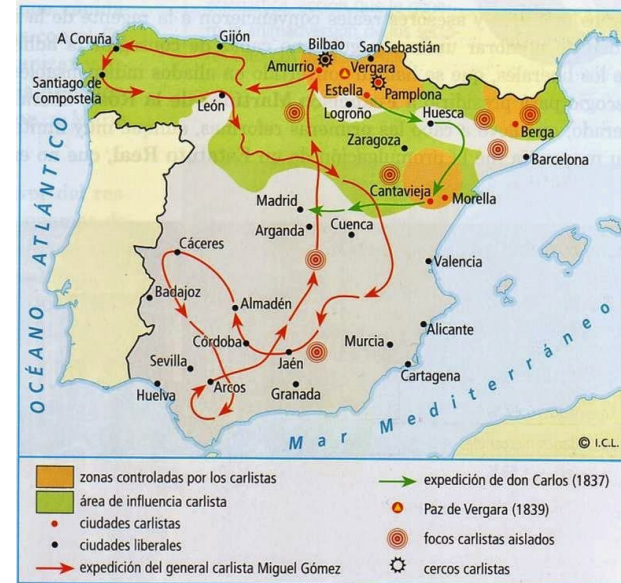 A Coruña
Gijón
Bilbao
San Sebastián
Amurrio
Vergara
Santiago de
Compostela
Estella
Pamplona
León
Logroño
Huesca
Zaragoza
Berga
Barcelona
Cantavieja
Morella
Madrid
Arganda
Cuenca
Cáceres
Valencia
Badajoz
Almadén
Alicante
Córdoba
Murcia
Sevilla
Jaén
Cartagena
Huelva
Arcos
Granada
OCÉANO ATLÁNTICO
Mar Mediterráneo
© I.C.L.
zonas controladas por los carlistas
área de influencia carlista
ciudades carlistas
ciudades liberales
expedición del general carlista Miguel Gómez
expedición de don Carlos (1837)
Paz de Vergara (1839)
focos carlistas aislados
cercos carlistas